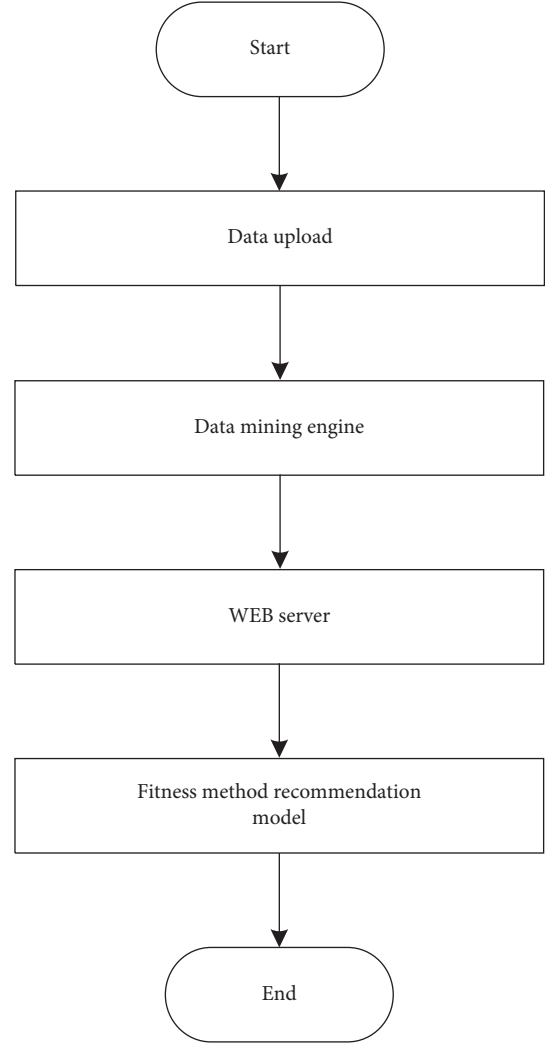 Start
Data upload
Data mining engine
WEB server
Fitness method recommendation
model
End